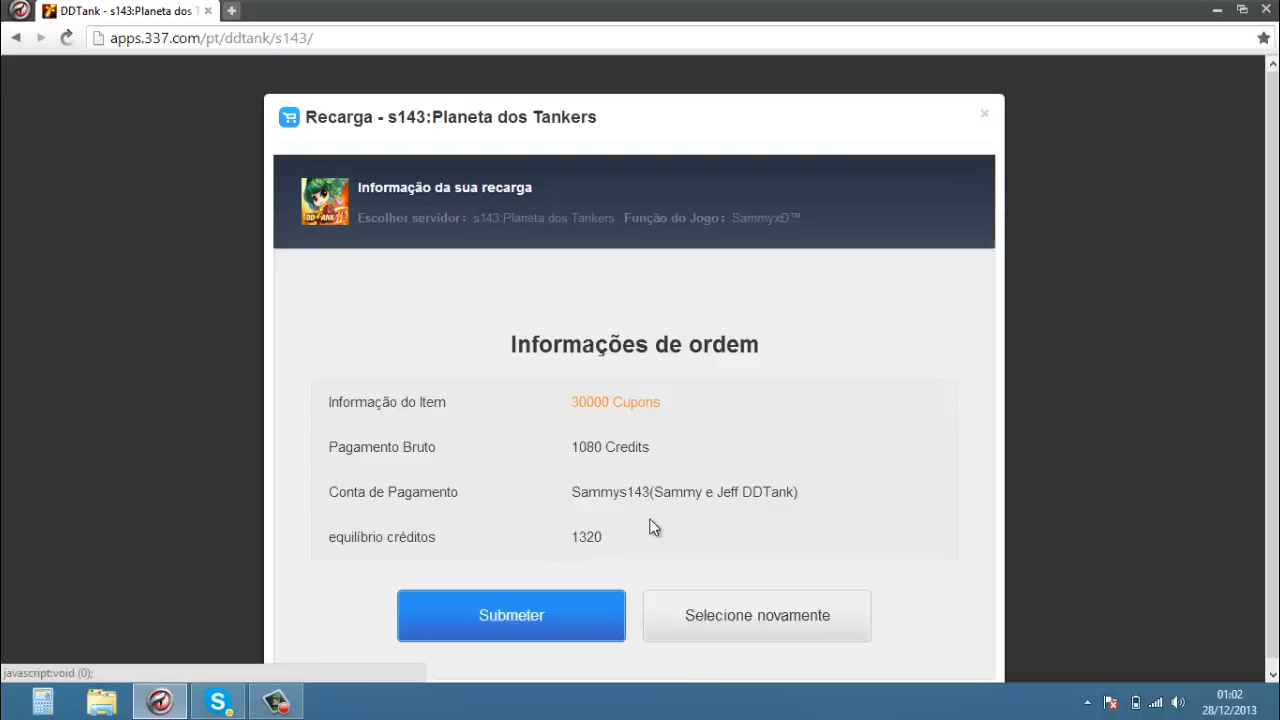 DDTank - s143:Planeta dos
apps.337.com/pt/ddtank/s143/
Recarga - s143:Planeta dos Tankers
Informação da sua recarga
Escolher servidor: s143:Planeta dos Tankers Função do Jogo: SammyxĐ™
DDTANK
Informações de ordem
Informação do Item 30000 Cupons
Pagamento Bruto 1080 Credits
Conta de Pagamento Sammys143(Sammy e Jeff DDTank)
equilíbrio créditos 1320
Submeter Selecione novamente
javascript:void (0);
01:02
28/12/2013